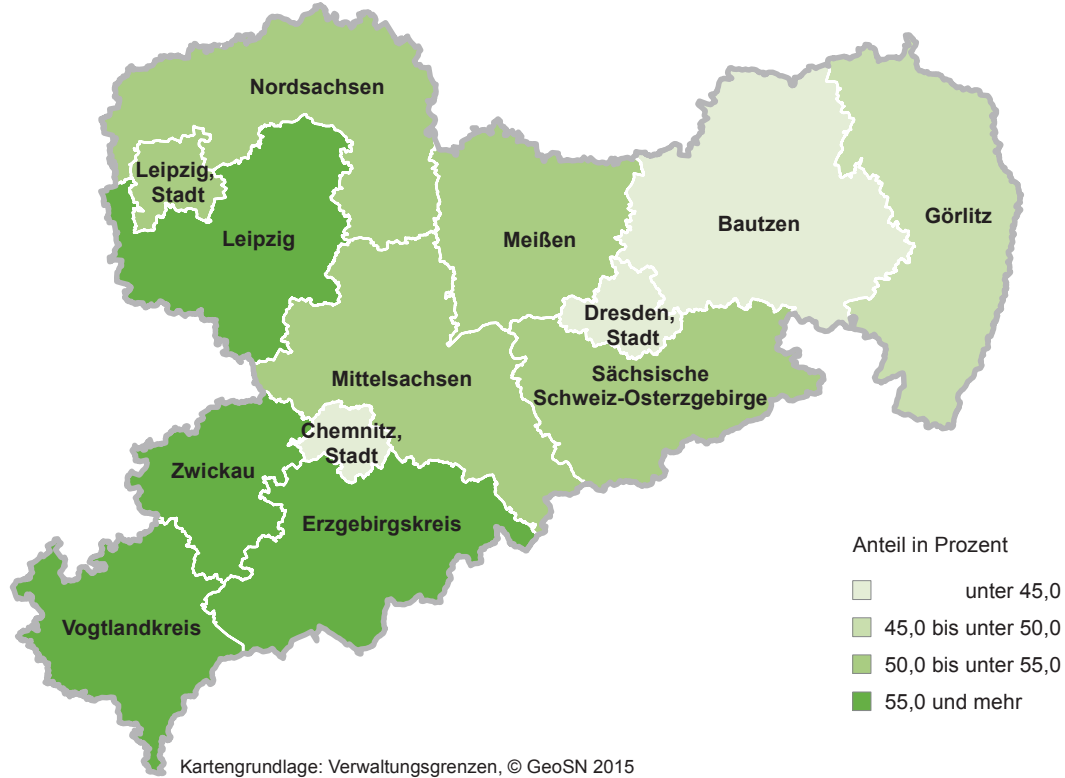 Nordsachsen
Leipzig,
Stadt
Leipzig
Meißen
Bautzen
Görlitz
Dresden,
Stadt
Sächsische
Schweiz-Osterzgebirge
Mittelsachsen
Chemnitz,
Stadt
Zwickau
Erzgebirgskreis
Vogtlandkreis
Anteil in Prozent
unter 45,0
45,0 bis unter 50,0
50,0 bis unter 55,0
55,0 und mehr
Kartengrundlage: Verwaltungsgrenzen, © GeoSN 2015